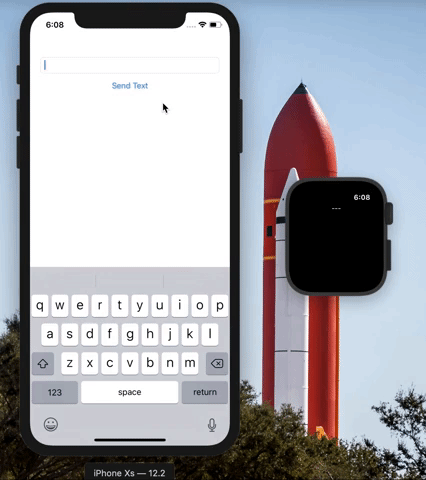 6:08
Send Text
6:08
---
q w e r t y u i o p
a s d f g h j k l
z x c v b n m
123 space return
iPhone Xs — 12.2